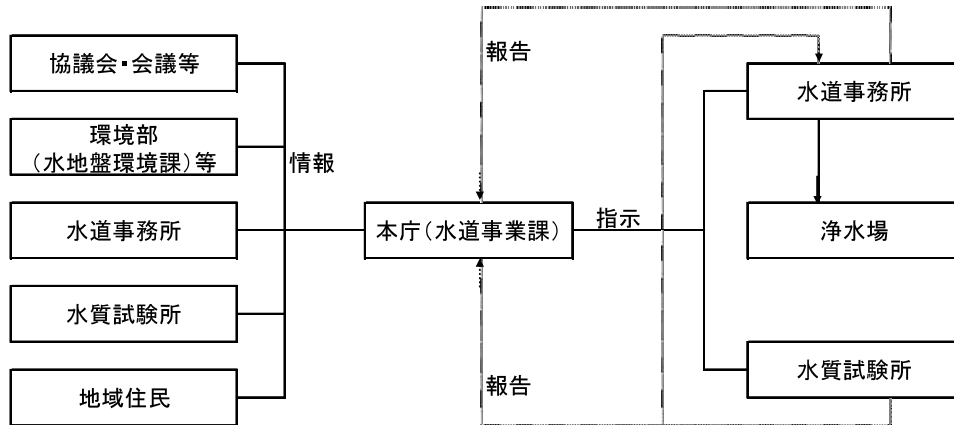 協議会・会議等
環境部
(水地盤環境課)等
水道事務所
水質試験所
地域住民
情報
本庁(水道事業課)
指示
報告
報告
水道事務所
浄水場
水質試験所